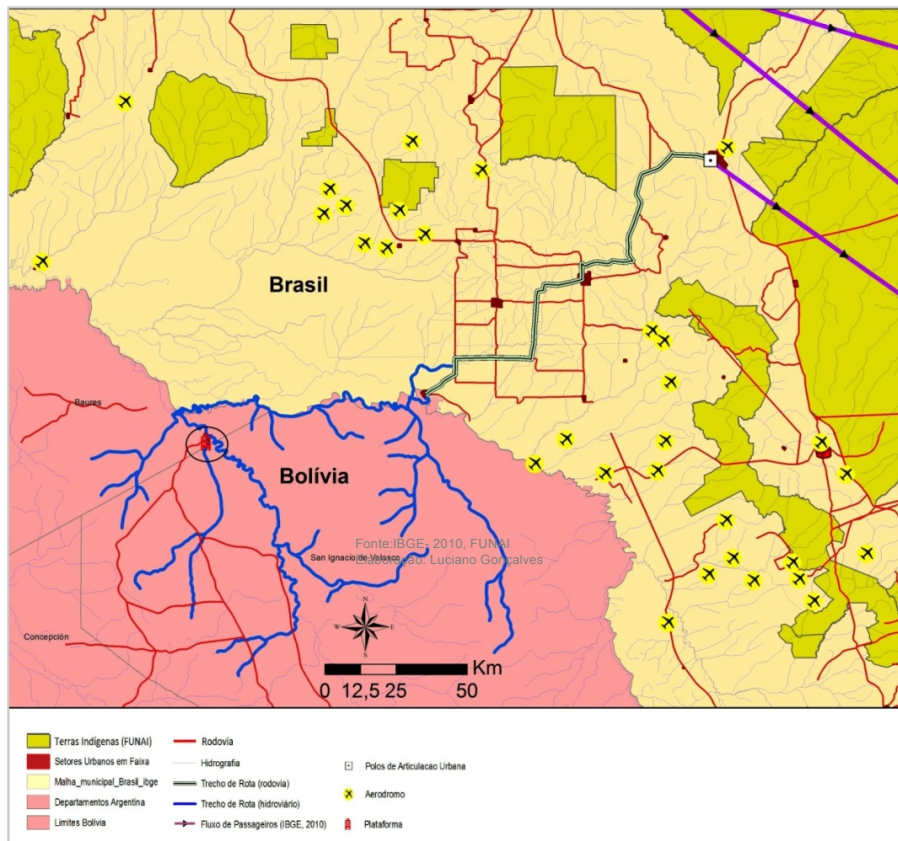 Brasil
Baures
Bolívia
Fonte:IBGE- 2010, FUNAI
San Ignacio de Velasco
Elaboração: Luciano Gonçalves
Concepción
N
W E
S
Km
0 12,5 25 50
Terras Indígenas (FUNAI)
Setores Urbanos em Faixa
Malha_municipal_Brasil_ibge
Departamentos Argentina
Limites Bolívia
Rodovia
Hidrografia
Trecho de Rota (rodovia)
Trecho de Rota (hidroviário)
Fluxo de Passageiros (IBGE, 2010)
Polos de Articulacao Urbana
Aerodromo
Plataforma